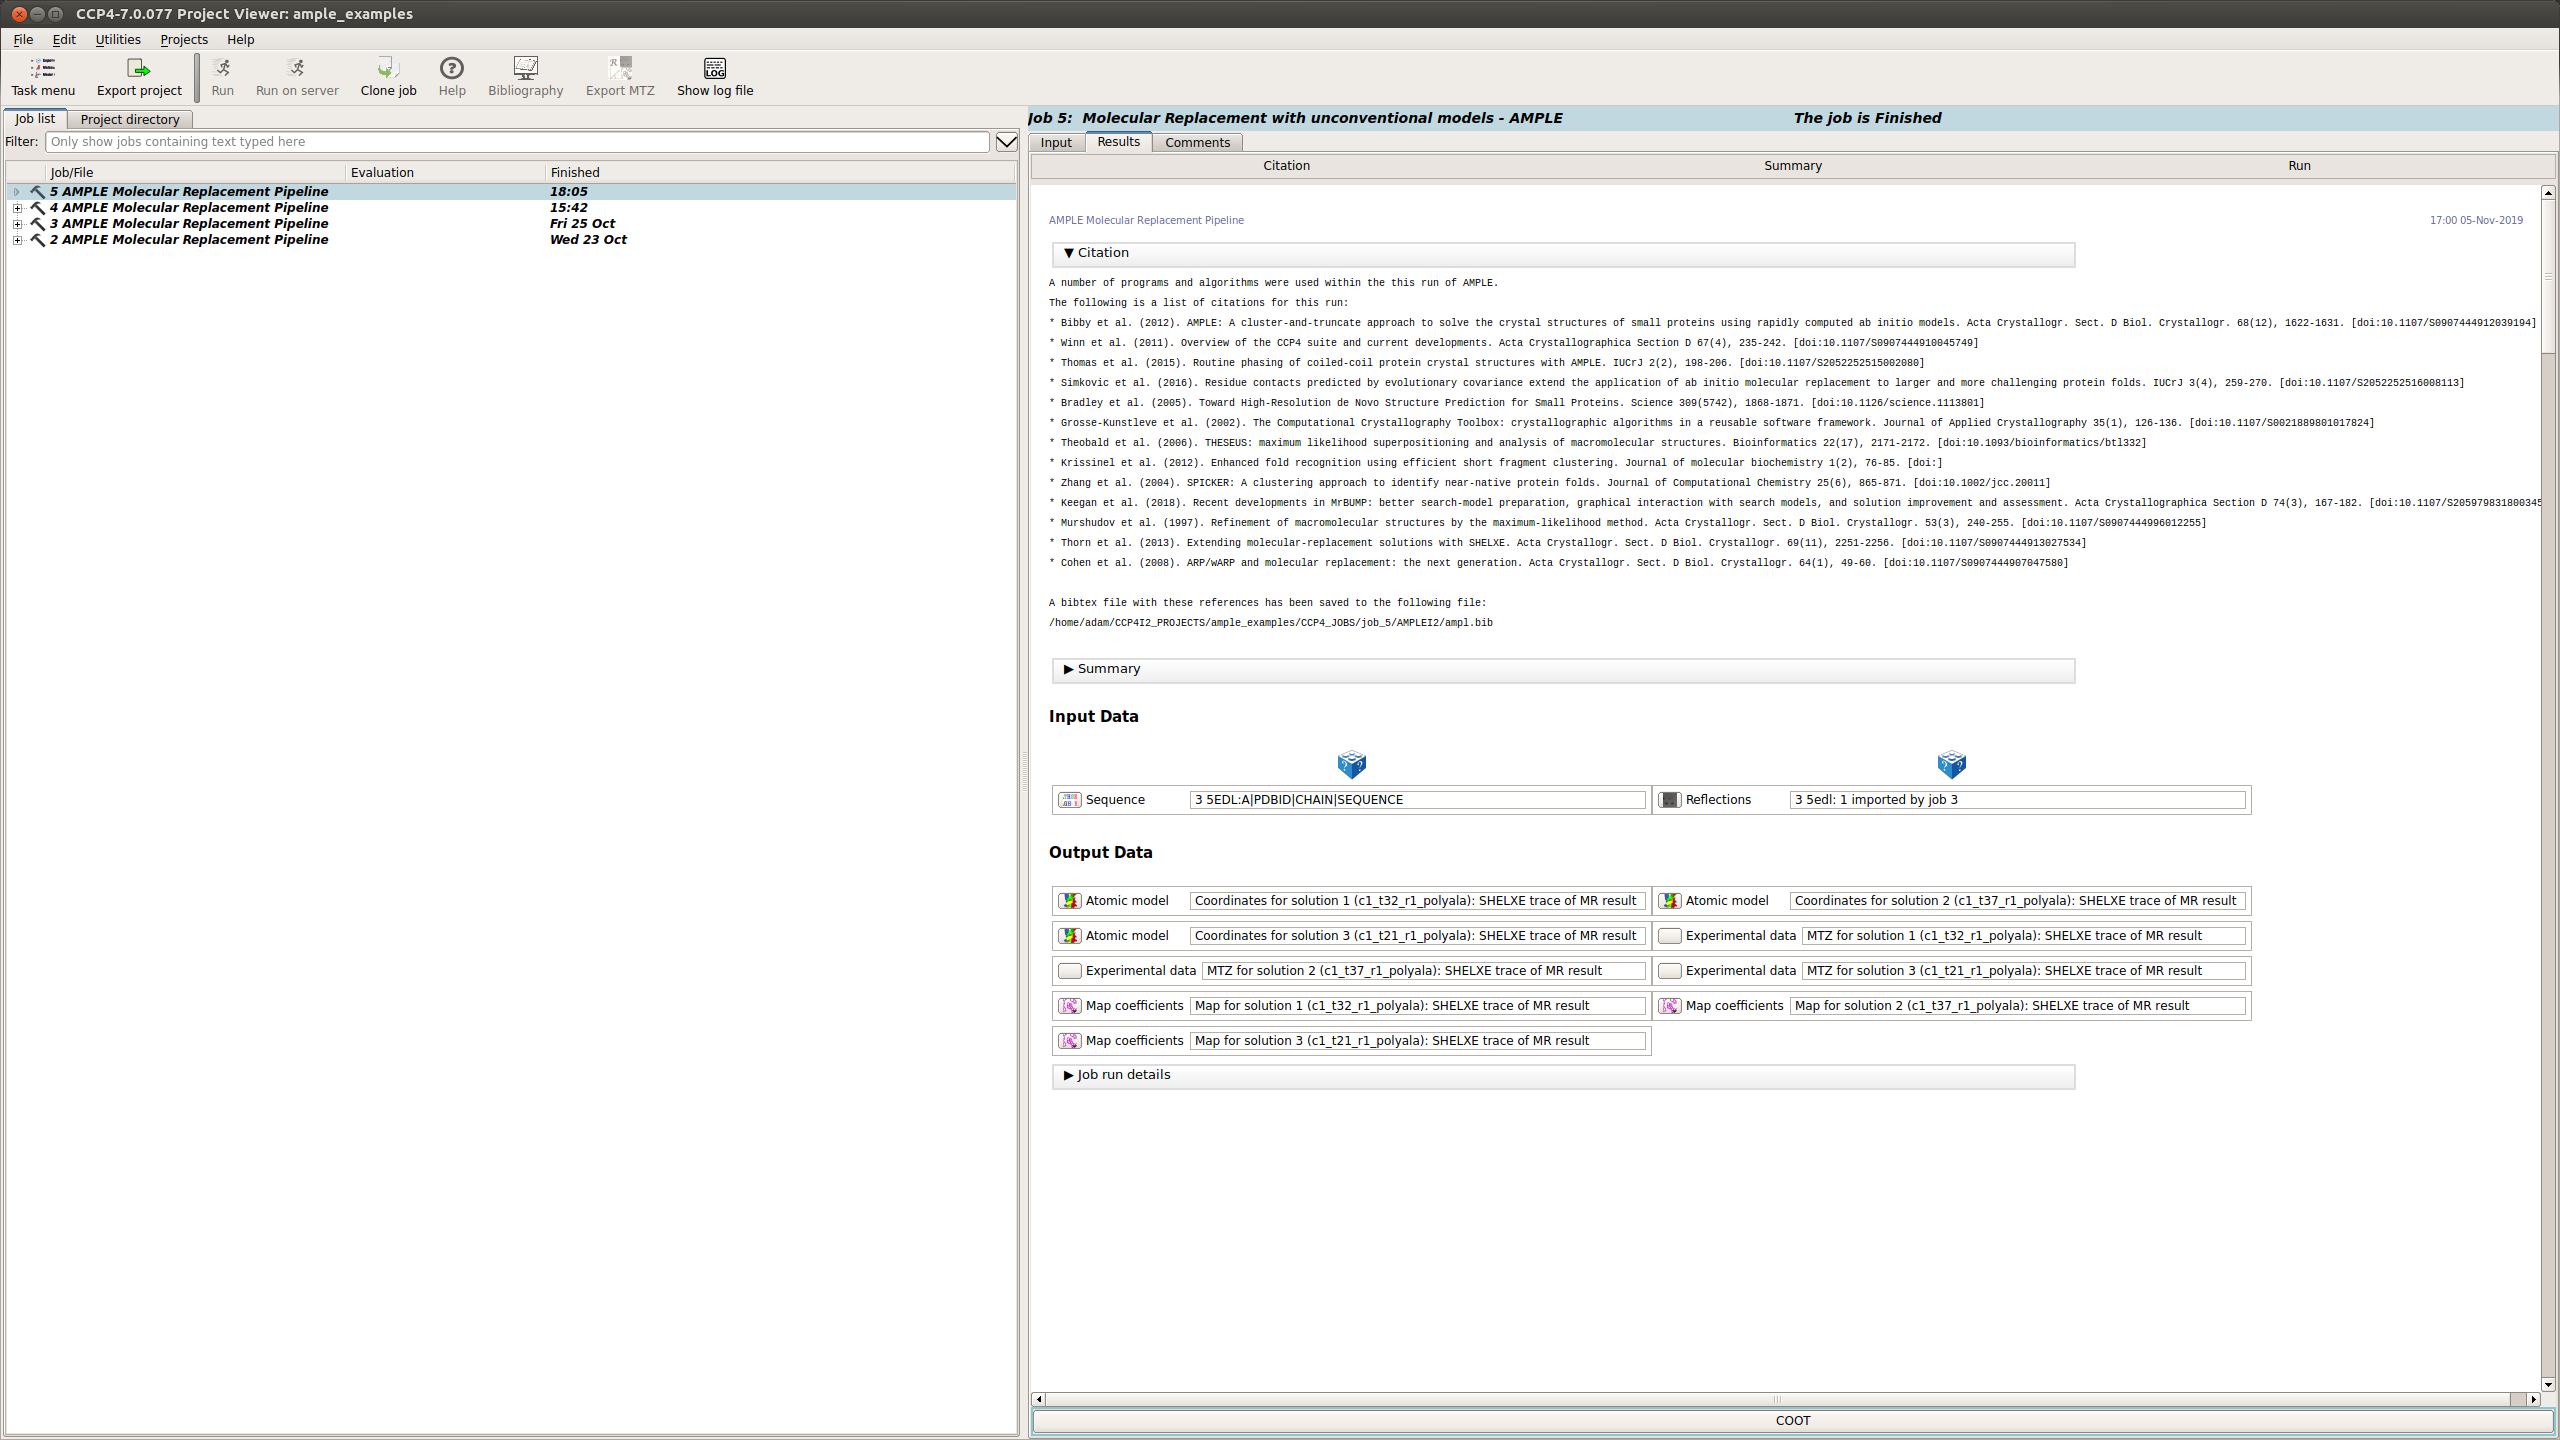 CCP4-7.0.077 Project Viewer: ample_examples
File Edit Utilities Projects Help
Task menu Export project Run Run on server Clone job Help Bibliography Export MTZ Show log file
Job list Project directory
Filter: Only show jobs containing text typed here
Job/File Evaluation Finished
5 AMPLE Molecular Replacement Pipeline 18:05
4 AMPLE Molecular Replacement Pipeline 15:42
3 AMPLE Molecular Replacement Pipeline Fri 25 Oct
2 AMPLE Molecular Replacement Pipeline Wed 23 Oct
Job 5: Molecular Replacement with unconventional models - AMPLE The job is Finished
Input Results Comments
Citation Summary Run
AMPLE Molecular Replacement Pipeline 17:00 05-Nov-2019
▼ Citation
A number of programs and algorithms were used within the this run of AMPLE.
The following is a list of citations for this run:
* Bibby et al. (2012). AMPLE: A cluster-and-truncate approach to solve the crystal structures of small proteins using rapidly computed ab initio models. Acta Crystallogr. Sect. D Biol. Crystallogr. 68(12), 1622-1631. [doi:10.1107/S0907444912039194]
* Winn et al. (2011). Overview of the CCP4 suite and current developments. Acta Crystallographica Section D 67(4), 235-242. [doi:10.1107/S0907444910045749]
* Thomas et al. (2015). Routine phasing of coiled-coil protein crystal structures with AMPLE. IUCrJ 2(2), 198-206. [doi:10.1107/S2052252515002080]
* Simkovic et al. (2016). Residue contacts predicted by evolutionary covariance extend the application of ab initio molecular replacement to larger and more challenging protein folds. IUCrJ 3(4), 259-270. [doi:10.1107/S2052252516008113]
* Bradley et al. (2005). Toward High-Resolution de Novo Structure Prediction for Small Proteins. Science 309(5742), 1868-1871. [doi:10.1126/science.1113801]
* Grosse-Kunstleve et al. (2002). The Computational Crystallography Toolbox: crystallographic algorithms in a reusable software framework. Journal of Applied Crystallography 35(1), 126-136. [doi:10.1107/S0021889801017824]
* Theobald et al. (2006). THESEUS: maximum likelihood superpositioning and analysis of macromolecular structures. Bioinformatics 22(17), 2171-2172. [doi:10.1093/bioinformatics/btl332]
* Krissinel et al. (2012). Enhanced fold recognition using efficient short fragment clustering. Journal of molecular biochemistry 1(2), 76-85. [doi:]
* Zhang et al. (2004). SPICKER: A clustering approach to identify near-native protein folds. Journal of Computational Chemistry 25(6), 865-871. [doi:10.1002/jcc.20011]
* Keegan et al. (2018). Recent developments in MrBUMP: better search-model preparation, graphical interaction with search models, and solution improvement and assessment. Acta Crystallographica Section D 74(3), 167-182. [doi:10.1107/S205979831800345
* Murshudov et al. (1997). Refinement of macromolecular structures by the maximum-likelihood method. Acta Crystallogr. Sect. D Biol. Crystallogr. 53(3), 240-255. [doi:10.1107/S0907444996012255]
* Thorn et al. (2013). Extending molecular-replacement solutions with SHELXE. Acta Crystallogr. Sect. D Biol. Crystallogr. 69(11), 2251-2256. [doi:10.1107/S0907444913027534]
* Cohen et al. (2008). ARP/wARP and molecular replacement: the next generation. Acta Crystallogr. Sect. D Biol. Crystallogr. 64(1), 49-60. [doi:10.1107/S0907444907047580]
A bibtex file with these references has been saved to the following file:
/home/adam/CCP4I2_PROJECTS/ample_examples/CCP4_JOBS/job_5/AMPLEI2/ampl.bib
▶ Summary
Input Data
Sequence 3 5EDL:A|PDBID|CHAIN|SEQUENCE Reflections 3 5edl: 1 imported by job 3
Output Data
Atomic model Coordinates for solution 1 (c1_t32_r1_polyala): SHELXE trace of MR result Atomic model Coordinates for solution 2 (c1_t37_r1_polyala): SHELXE trace of MR result
Atomic model Coordinates for solution 3 (c1_t21_r1_polyala): SHELXE trace of MR result Experimental data MTZ for solution 1 (c1_t32_r1_polyala): SHELXE trace of MR result
Experimental data MTZ for solution 2 (c1_t37_r1_polyala): SHELXE trace of MR result Experimental data MTZ for solution 3 (c1_t21_r1_polyala): SHELXE trace of MR result
Map coefficients Map for solution 1 (c1_t32_r1_polyala): SHELXE trace of MR result Map coefficients Map for solution 2 (c1_t37_r1_polyala): SHELXE trace of MR result
Map coefficients Map for solution 3 (c1_t21_r1_polyala): SHELXE trace of MR result
▶ Job run details
COOT